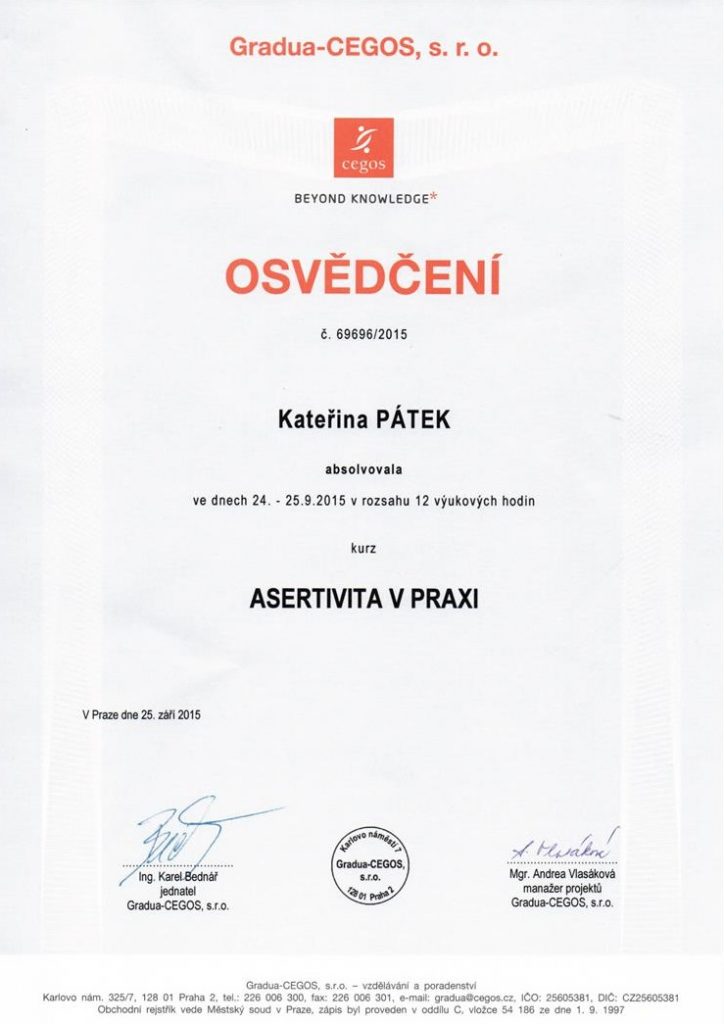 Gradua-CEGOS, s. r. o.
cegos
BEYOND KNOWLEDGE*
OSVĚDČENÍ
č. 69696/2015
Kateřina PÁTEK
absolvovala
ve dnech 24. - 25.9.2015 v rozsahu 12 výukových hodin
kurz
ASERTIVITA V PRAXI
V Praze dne 25. září 2015
Ing. Karel Bednář
jednatel
Gradua-CEGOS, s.r.o.
Karlovo náměstí 7
Gradua-CEGOS,
s.r.o.
128 01 Praha 2
A. Vlasáková
Mgr. Andrea Vlasáková
manažer projektů
Gradua-CEGOS, s.r.o.
Gradua-CEGOS, s.r.o. – vzdělávání a poradenství
Karlovo nám. 325/7, 128 01 Praha 2, tel.: 226 006 300, fax: 226 006 301, e-mail: gradua@cegos.cz, IČO: 25605381, DIČ: CZ25605381
Obchodní rejstřík vede Městský soud v Praze, zápis byl proveden v oddílu C, vložce 54 186 ze dne 1. 9. 1997